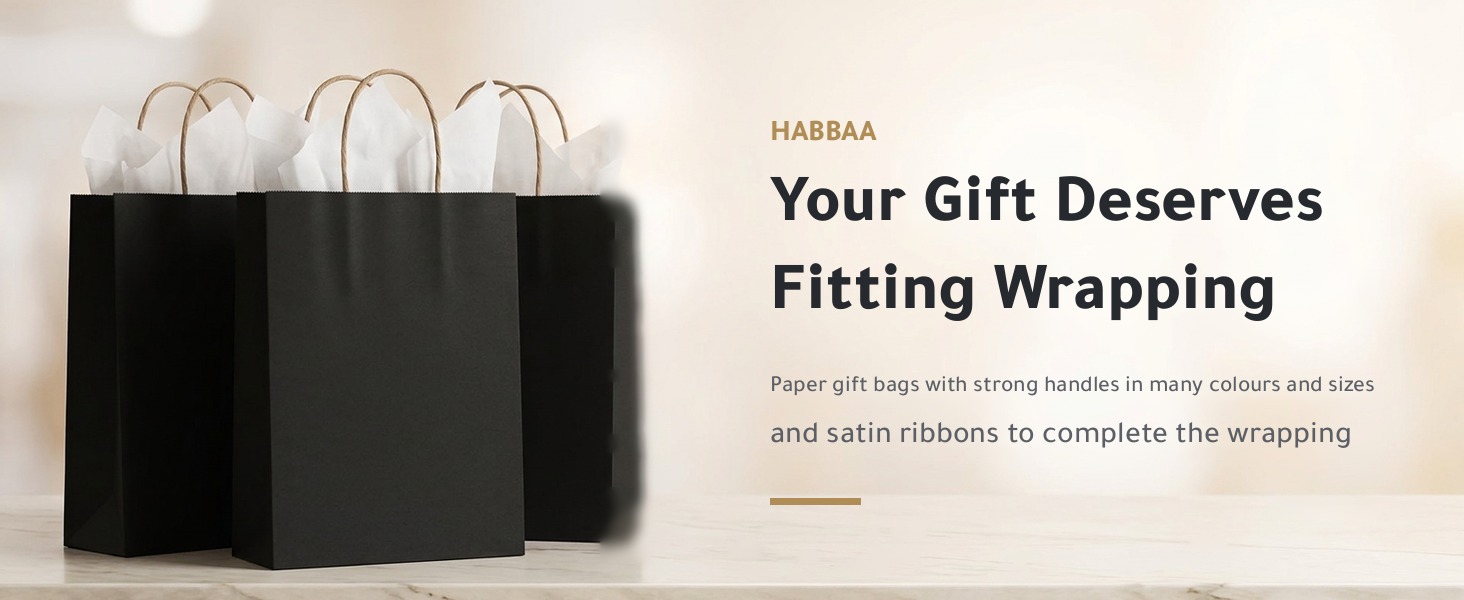 HABBAA
Your Gift Deserves
Fitting Wrapping
Paper gift bags with strong handles in many colours and sizes
and satin ribbons to complete the wrapping